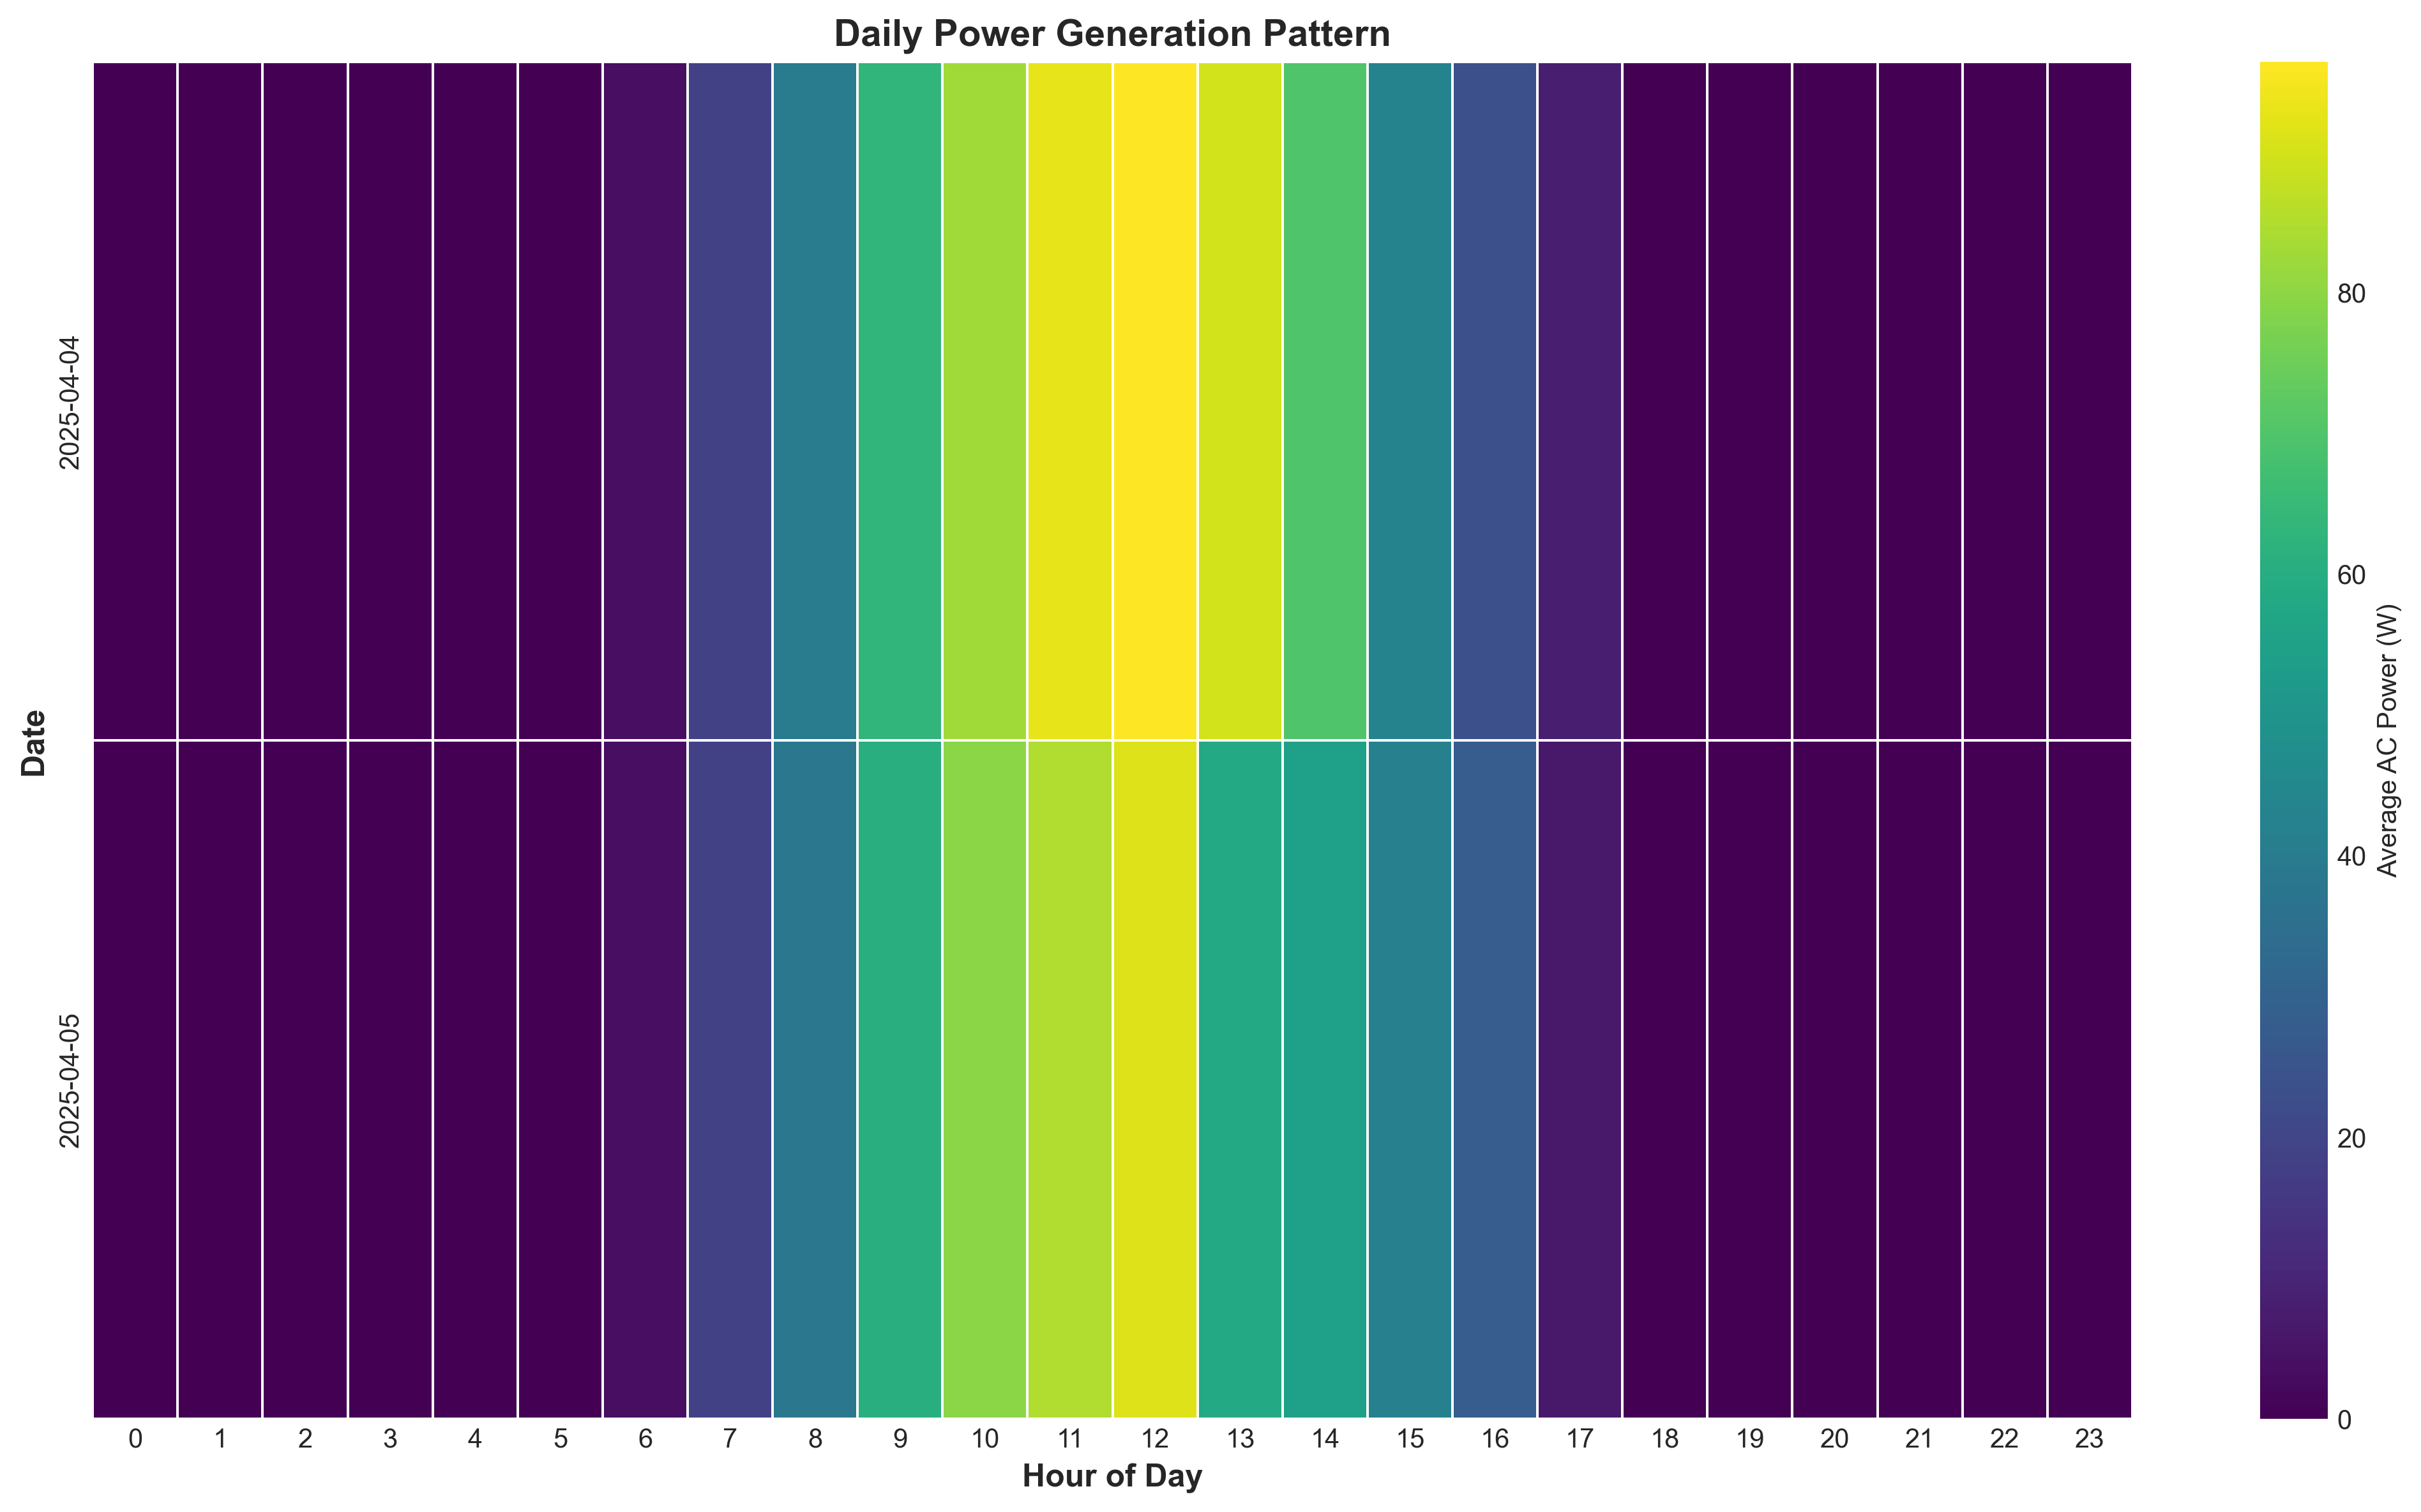 Daily Power Generation Pattern
Date
2025-04-04
2025-04-05
0 1 2 3 4 5 6 7 8 9 10 11 12 13 14 15 16 17 18 19 20 21 22 23
Hour of Day
80
60
40
20
0
Average AC Power (W)